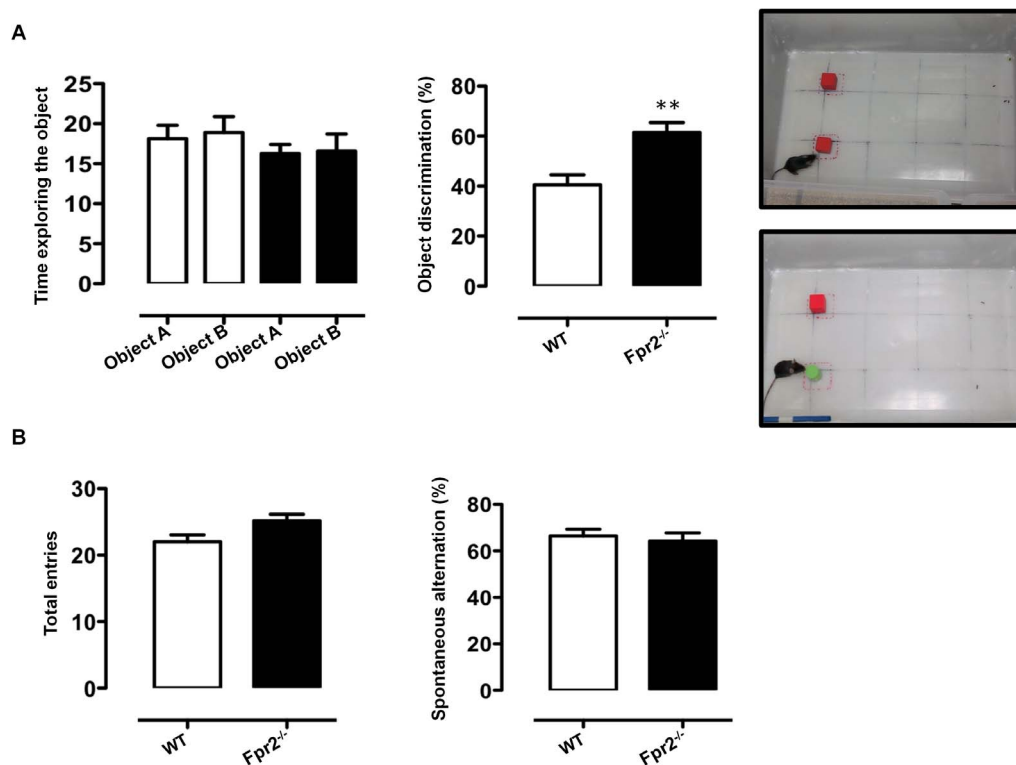 A
Time exploring the object
25
20
15
10
5
0
Object A
Object B
Object A
Object B
Object discrimination (%)
80
60
40
20
0
**
WT
Fpr2-/-
B
Total entries
30
20
10
0
WT
Fpr2-/-
Spontaneous alternation (%)
80
60
40
20
0
WT
Fpr2-/-